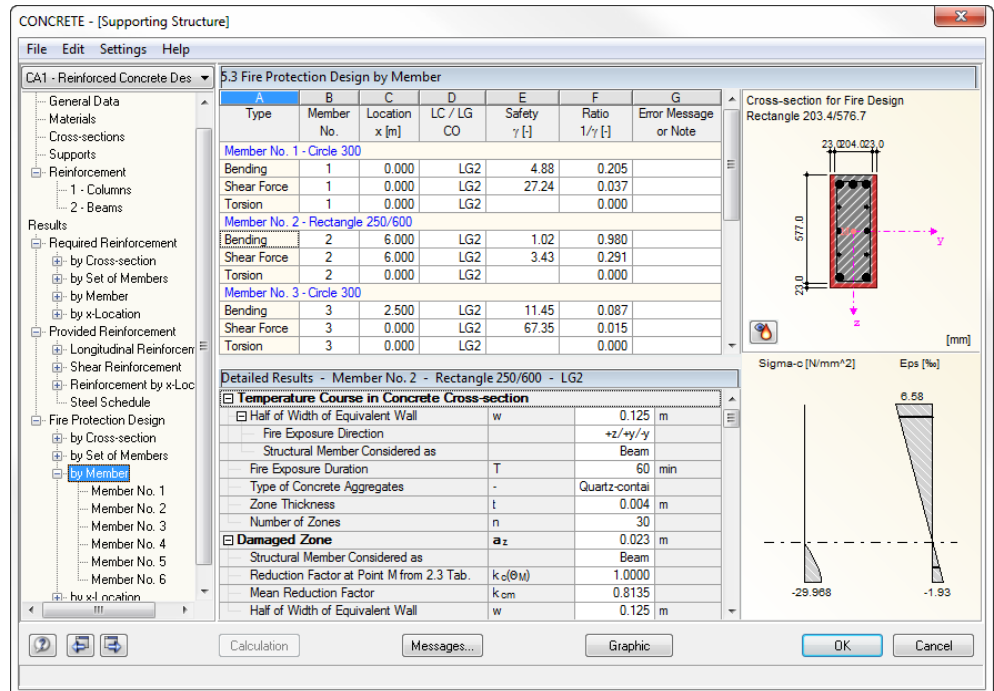 CONCRETE - [Supporting Structure]
File Edit Settings Help
CA1 - Reinforced Concrete Des
General Data
Materials
Cross-sections
Supports
Reinforcement
1 - Columns
2 - Beams
Results
Required Reinforcement
by Cross-section
by Set of Members
by Member
by x-Location
Provided Reinforcement
Longitudinal Reinforcem
Shear Reinforcement
Reinforcement by x-Loc
Steel Schedule
Fire Protection Design
by Cross-section
by Set of Members
by Member
Member No. 1
Member No. 2
Member No. 3
Member No. 4
Member No. 5
Member No. 6
by x-Location
5.3 Fire Protection Design by Member
A B C D E F G
Type Member Location LC / LG Safety Ratio Error Message
No. x [m] CO γ [-] 1/γ [-] or Note
Member No. 1 - Circle 300
Bending 1 0.000 LG2 4.88 0.205
Shear Force 1 0.000 LG2 27.24 0.037
Torsion 1 0.000 LG2 0.000
Member No. 2 - Rectangle 250/600
Bending 2 6.000 LG2 1.02 0.980
Shear Force 2 6.000 LG2 3.43 0.291
Torsion 2 0.000 LG2 0.000
Member No. 3 - Circle 300
Bending 3 2.500 LG2 11.45 0.087
Shear Force 3 0.000 LG2 67.35 0.015
Torsion 3 0.000 LG2 0.000
Detailed Results - Member No. 2 - Rectangle 250/600 - LG2
Temperature Course in Concrete Cross-section
Half of Width of Equivalent Wall w 0.125 m
Fire Exposure Direction +z/+y/-y
Structural Member Considered as Beam
Fire Exposure Duration T 60 min
Type of Concrete Aggregates - Quartz-contai
Zone Thickness t 0.004 m
Number of Zones n 30
Damaged Zone az 0.023 m
Structural Member Considered as Beam
Reduction Factor at Point M from 2.3 Tab. kc(θM) 1.0000
Mean Reduction Factor kcm 0.8135
Half of Width of Equivalent Wall w 0.125 m
Cross-section for Fire Design
Rectangle 203.4/576.7
23.0 204.0 23.0
577.0
23.0
y
z
[mm]
Sigma-c [N/mm^2] Eps [‰]
6.58
-29.968 -1.93
Calculation Messages... Graphic OK Cancel